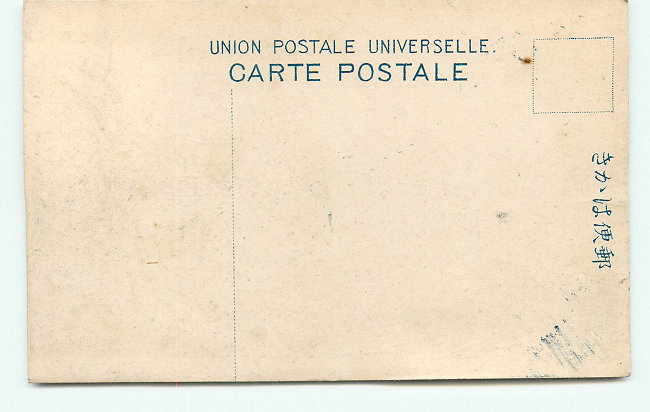 UNION POSTALE UNIVERSELLE.
CARTE POSTALE
郵便はかき